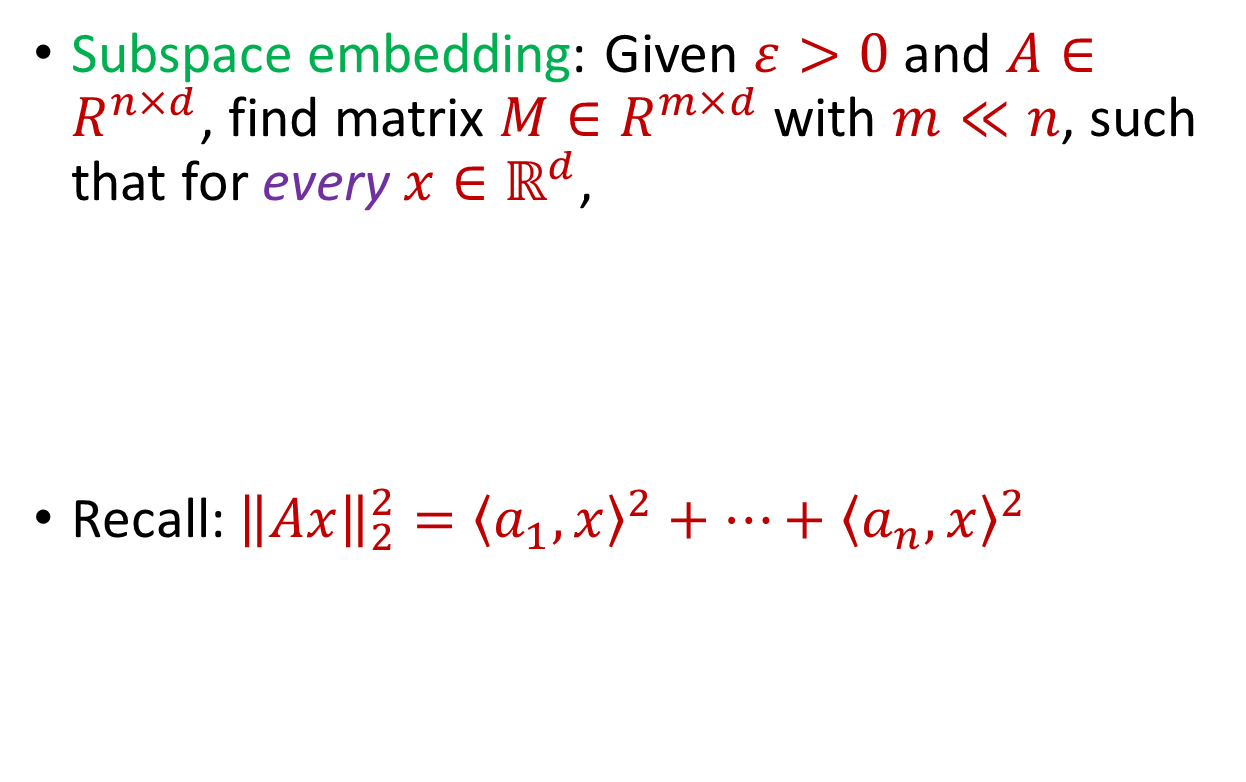 • Subspace embedding: Given ε > 0 and A ∈
R^{n×d}, find matrix M ∈ R^{m×d} with m ≪ n, such
that for every x ∈ ℝ^d,
• Recall: ‖Ax‖_2^2 = ⟨a_1, x⟩^2 + ⋯ + ⟨a_n, x⟩^2